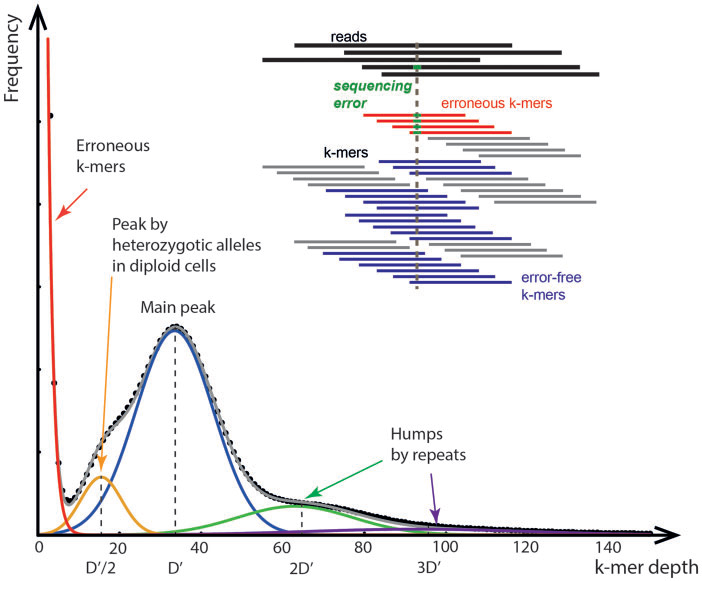 Frequency
reads
sequencing
error
erroneous k-mers
k-mers
error-free
k-mers
Erroneous
k-mers
Peak by
heterozygotic alleles
in diploid cells
Main peak
Humps
by repeats
0 20 40 60 80 100 120 140
D′/2 D′ 2D′ 3D′ k-mer depth